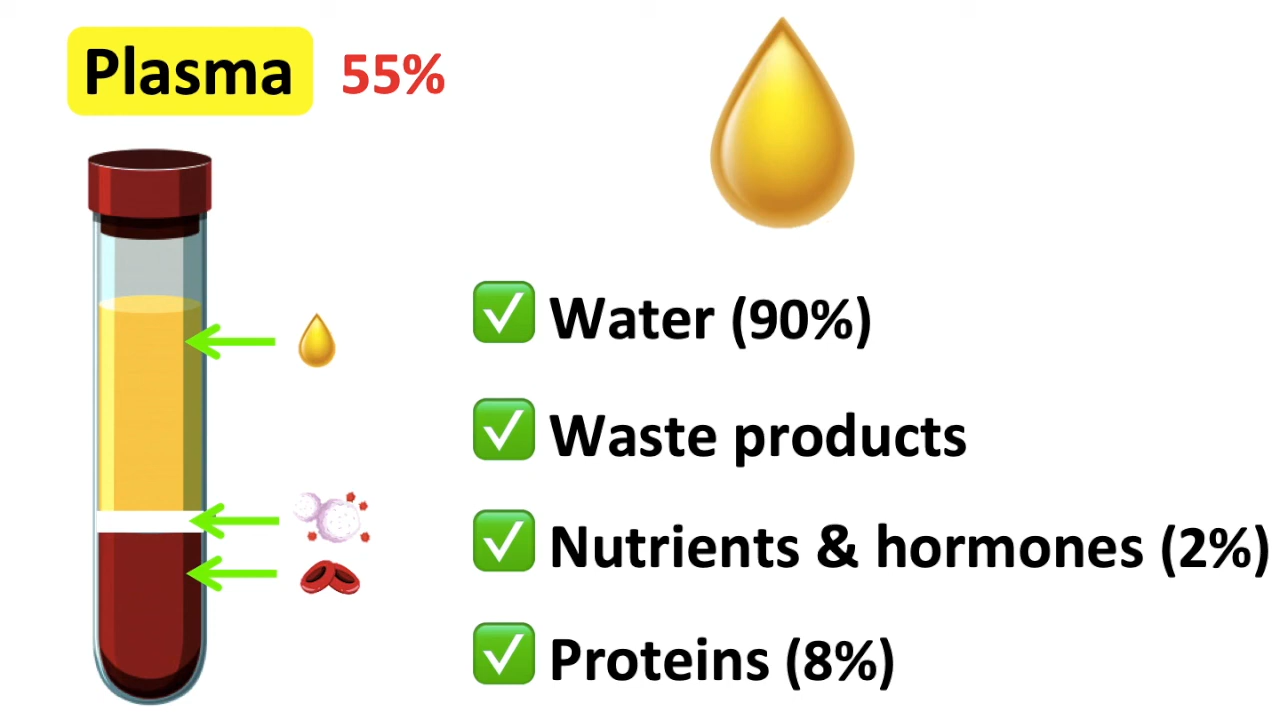 Plasma 55%
Water (90%)
Waste products
Nutrients & hormones (2%)
Proteins (8%)